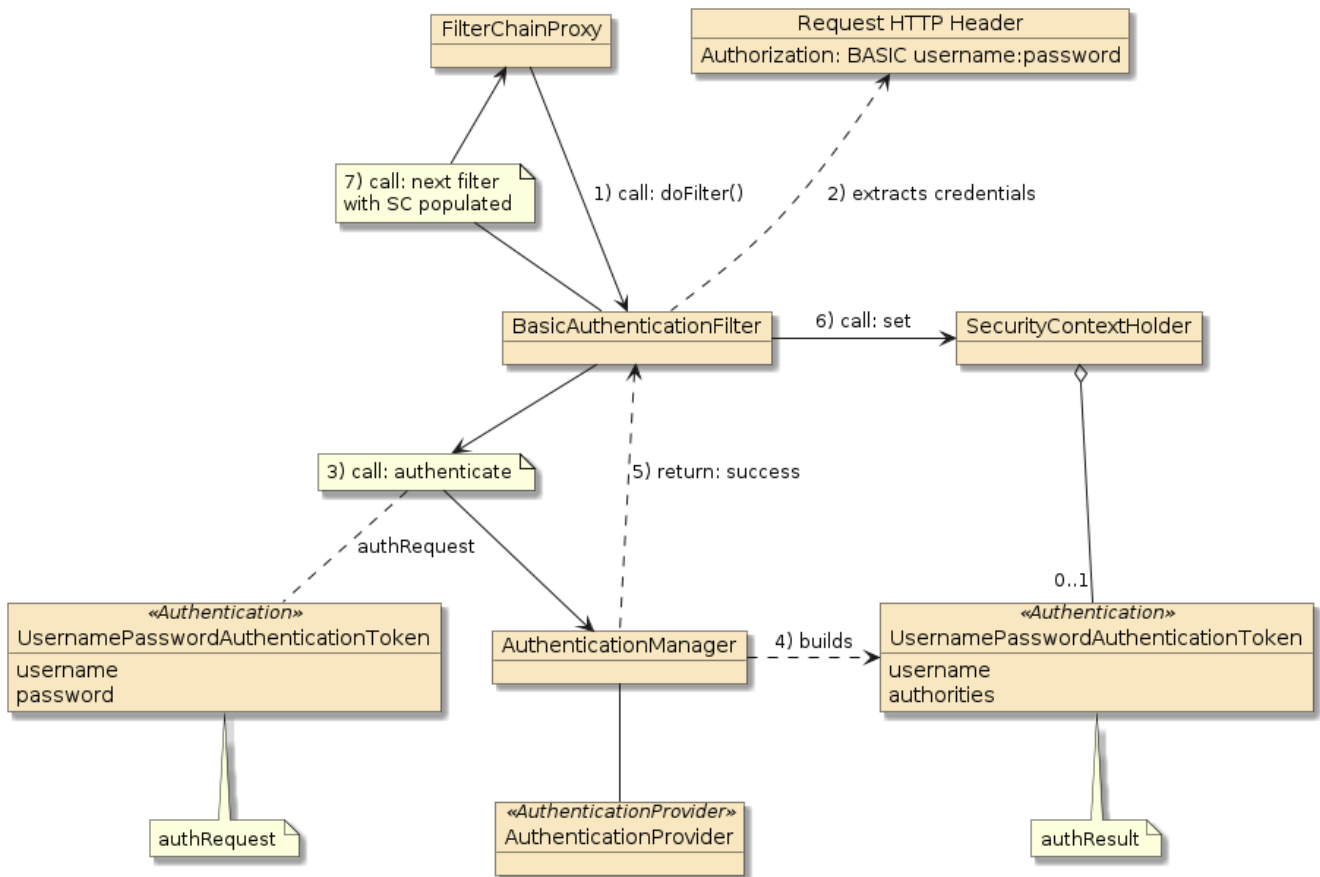 FilterChainProxy
Request HTTP Header
Authorization: BASIC username:password
7) call: next filter
with SC populated
1) call: doFilter()
2) extracts credentials
BasicAuthenticationFilter
6) call: set
SecurityContextHolder
3) call: authenticate
5) return: success
authRequest
0..1
«Authentication»
UsernamePasswordAuthenticationToken
username
password
AuthenticationManager
4) builds
«Authentication»
UsernamePasswordAuthenticationToken
username
authorities
authRequest
«AuthenticationProvider»
AuthenticationProvider
authResult